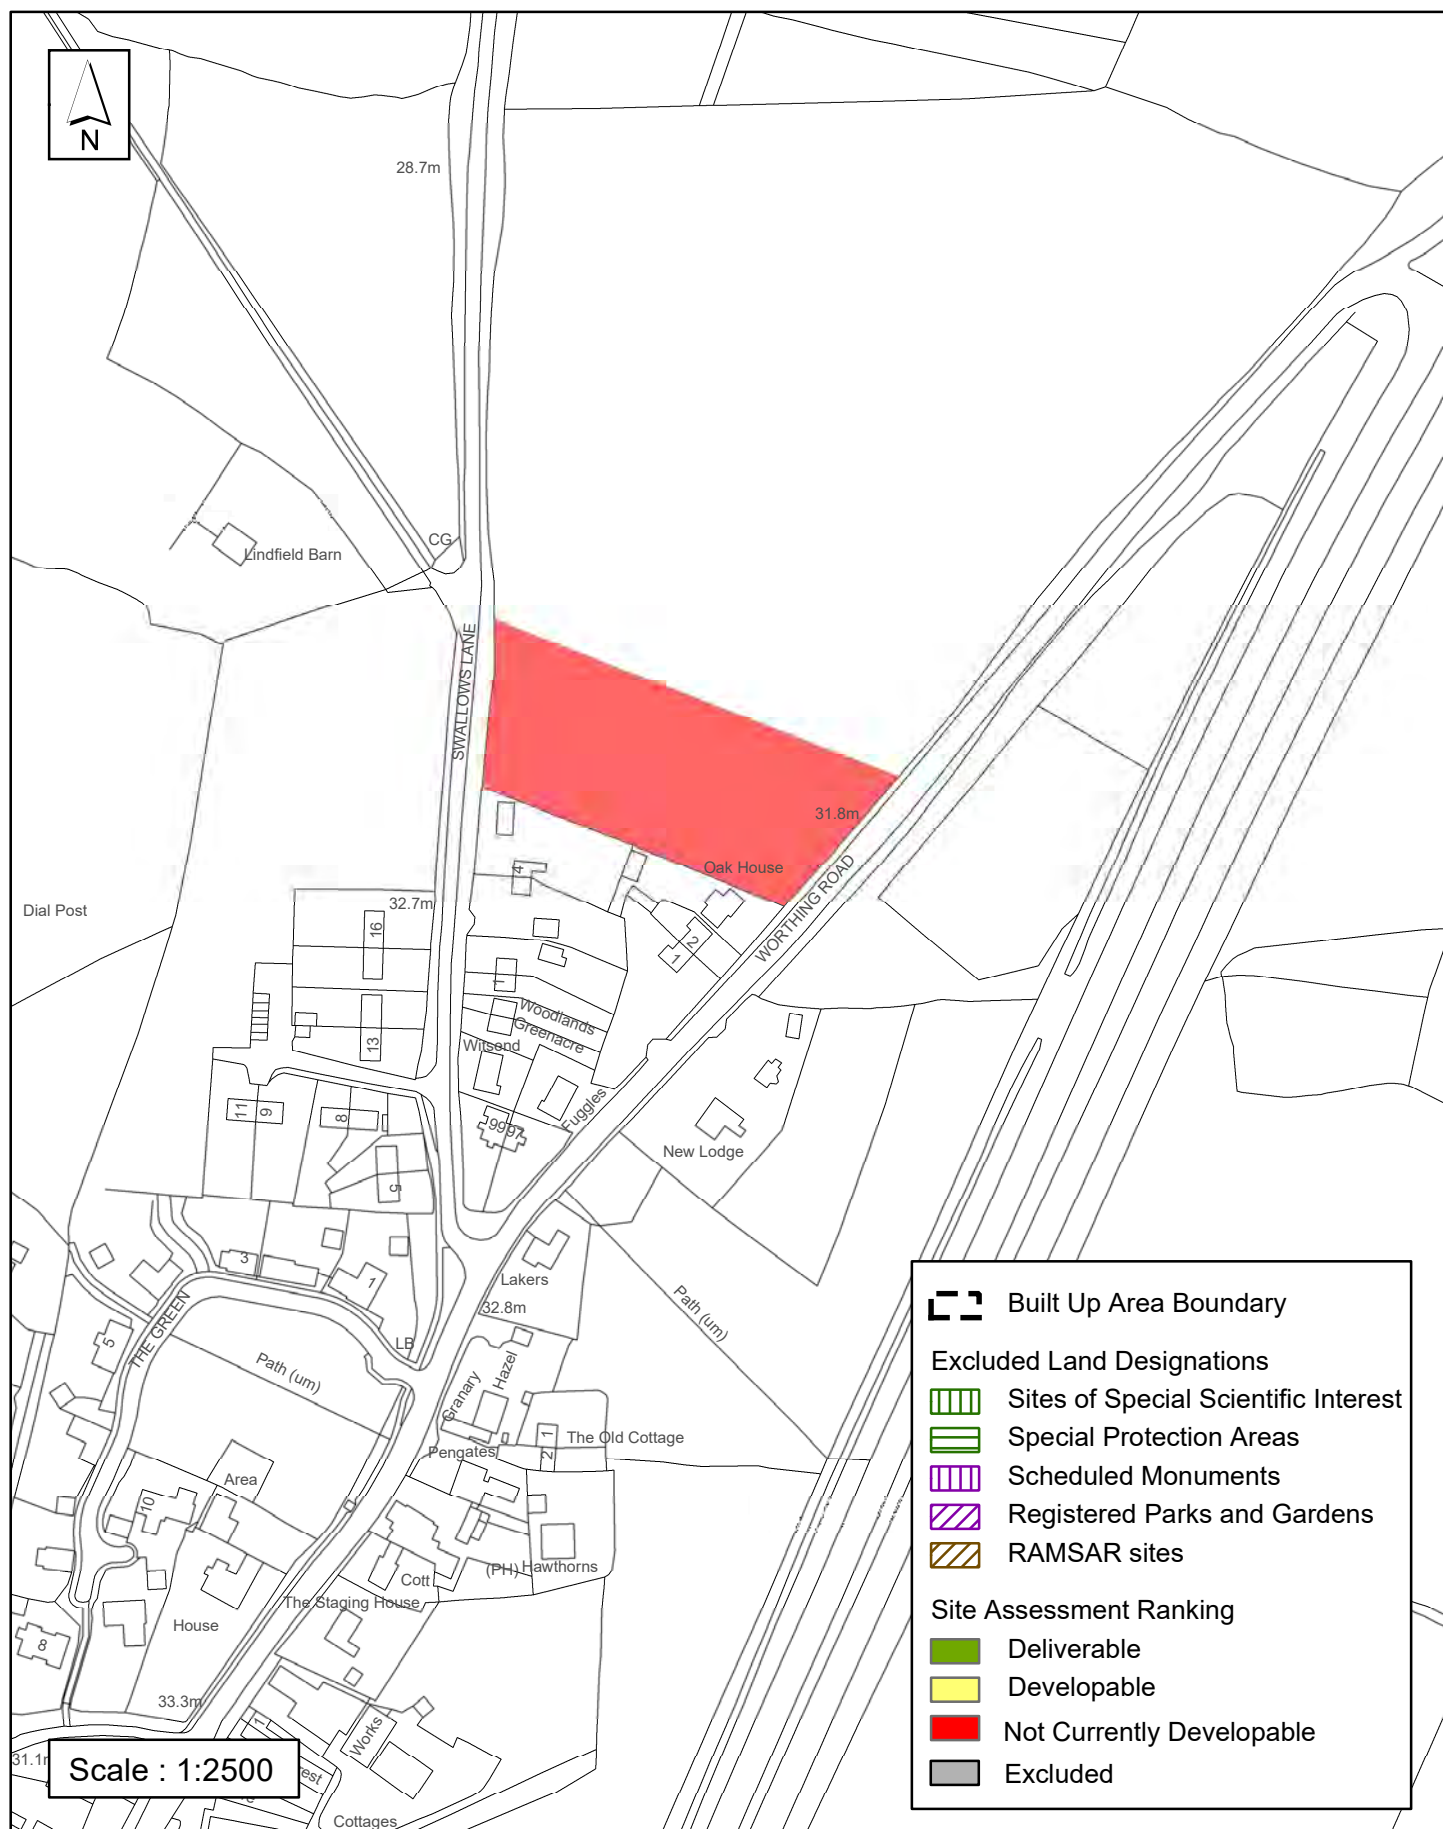 N
28.7m
CG
Lindfield Barn
SWALLOWS LANE
31.8m
Oak House
WORTHING ROAD
4
32.7m
Dial Post
16
2
1
1
Woodlands
Greenacre
Witsend
13
Fuggles
11
9
8
9997
New Lodge
5
3
1
Lakers
32.8m
Path (um)
THE GREEN
5
LB
Path (um)
Hazel
Granary
1
2
The Old Cottage
Pengates
Area
10
(PH)
Hawthorns
Cott
The Staging House
House
8
33.3m
1
Works
31.1
Cottages
Scale : 1:2500
Built Up Area Boundary
Excluded Land Designations
Sites of Special Scientific Interest
Special Protection Areas
Scheduled Monuments
Registered Parks and Gardens
RAMSAR sites
Site Assessment Ranking
Deliverable
Developable
Not Currently Developable
Excluded